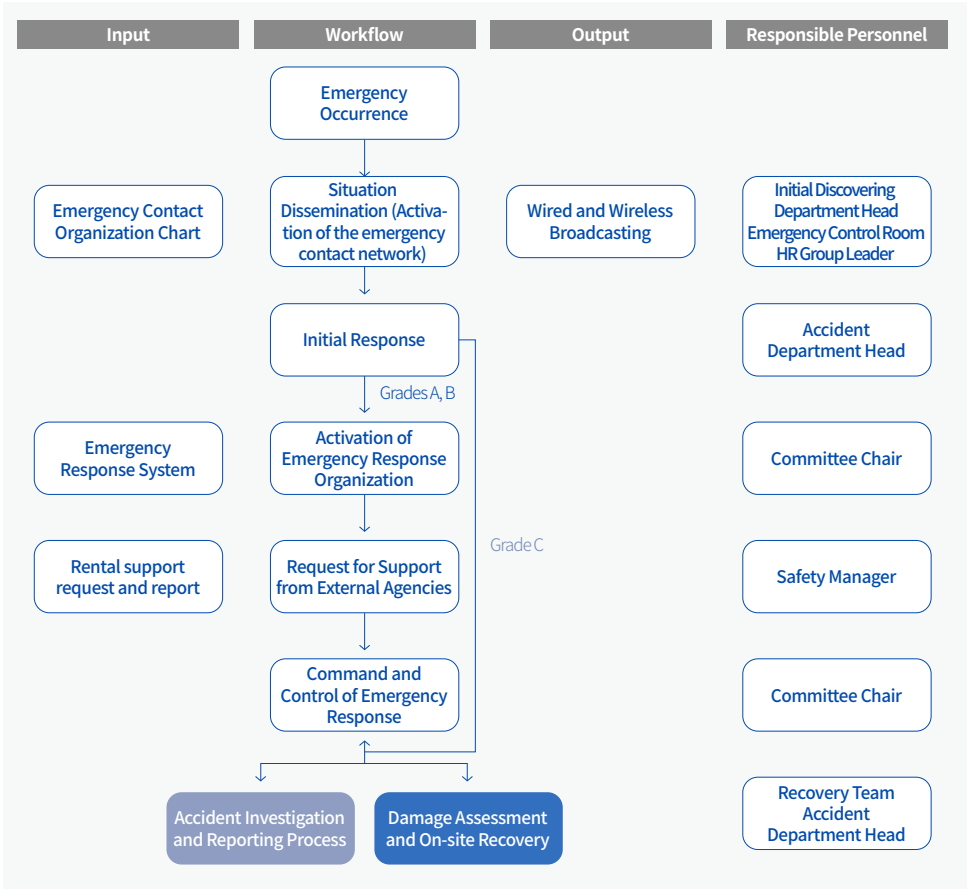 Input
Workflow
Output
Responsible Personnel
Emergency
Occurrence
Emergency Contact
Organization Chart
Situation
Dissemination (Activa-
tion of the emergency
contact network)
Wired and Wireless
Broadcasting
Initial Discovering
Department Head
Emergency Control Room
HR Group Leader
Initial Response
Accident
Department Head
Grades A, B
Emergency
Response System
Activation of
Emergency Response
Organization
Committee Chair
Grade C
Rental support
request and report
Request for Support
from External Agencies
Safety Manager
Command and
Control of Emergency
Response
Committee Chair
Accident Investigation
and Reporting Process
Damage Assessment
and On-site Recovery
Recovery Team
Accident
Department Head